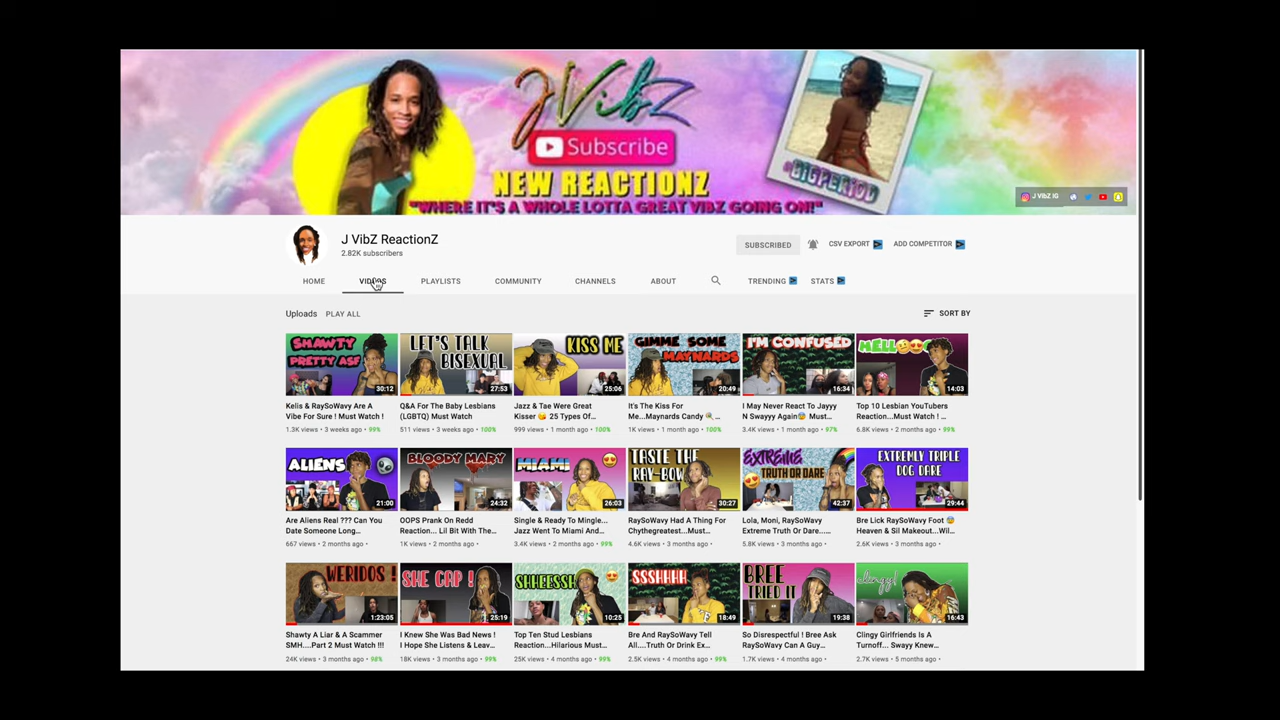 JVibZ
Subscribe
NEW REACTIONZ
"WHERE IT'S A WHOLE LOTTA GREAT VIBZ GOING ON!"
@BIGPERIOD
J VibZ IG
J VibZ ReactionZ
2.82K subscribers
SUBSCRIBED
CSV EXPORT
ADD COMPETITOR
HOME
VIDEOS
PLAYLISTS
COMMUNITY
CHANNELS
ABOUT
TRENDING
STATS
Uploads PLAY ALL
SORT BY
SHAWTY
PRETTY ASF
30:12
LET'S TALK
BISEXUAL
27:53
KISS ME
25:06
GIMME SOME
MAYNARDS
20:49
I'M CONFUSED
16:34
HELLO
14:03
Kelis & RaySoWavy Are A
Vibe For Sure ! Must Watch !
1.3K views • 3 weeks ago • 99%
Q&A For The Baby Lesbians
(LGBTQ) Must Watch
511 views • 3 weeks ago • 100%
Jazz & Tae Were Great
Kisser 😘 25 Types Of...
999 views • 1 month ago • 100%
It's The Kiss For
Me...Maynards Candy 🍭 ...
1K views • 1 month ago • 100%
I May Never React To Jayyy
N Swayyy Again😰 Must...
3.4K views • 1 month ago • 97%
Top 10 Lesbian YouTubers
Reaction...Must Watch ! ...
6.8K views • 2 months ago • 99%
ALIENS
21:00
BLOODY MARY
24:32
MIAMI
26:03
TASTE THE
RAY-BOW
30:27
EXTREME
TRUTH OR DARE
42:37
EXTREMLY TRIPLE
DOG DARE
29:44
Are Aliens Real ??? Can You
Date Someone Long...
667 views • 2 months ago •
OOPS Prank On Redd
Reaction... Lil Bit With The...
1K views • 2 months ago •
Single & Ready To Mingle...
Jazz Went To Miami And...
3.4K views • 2 months ago • 99%
RaySoWavy Had A Thing For
Chythegreatest...Must...
4.6K views • 3 months ago •
Lola, Moni, RaySoWavy
Extreme Truth Or Dare.....
5.8K views • 3 months ago •
Bre Lick RaySoWavy Foot 😰
Heaven & Sil Makeout...Wil...
2.6K views • 3 months ago •
WERIDOS !
1:23:05
SHE CAP !
25:19
SHHEESSH
10:25
SSSHHHH
18:49
BREE
TRIED IT
19:38
Clingy!
16:43
Shawty A Liar & A Scammer
SMH....Part 2 Must Watch !!!
24K views • 3 months ago • 98%
I Knew She Was Bad News !
I Hope She Listens & Leav...
18K views • 3 months ago • 99%
Top Ten Stud Lesbians
Reaction...Hilarious Must...
25K views • 4 months ago • 99%
Bre And RaySoWavy Tell
All....Truth Or Drink Ex...
2.5K views • 4 months ago • 99%
So Disrespectful ! Bree Ask
RaySoWavy Can A Guy...
1.7K views • 4 months ago •
Clingy Girlfriends Is A
Turnoff... Swayy Knew...
2.7K views • 5 months ago •